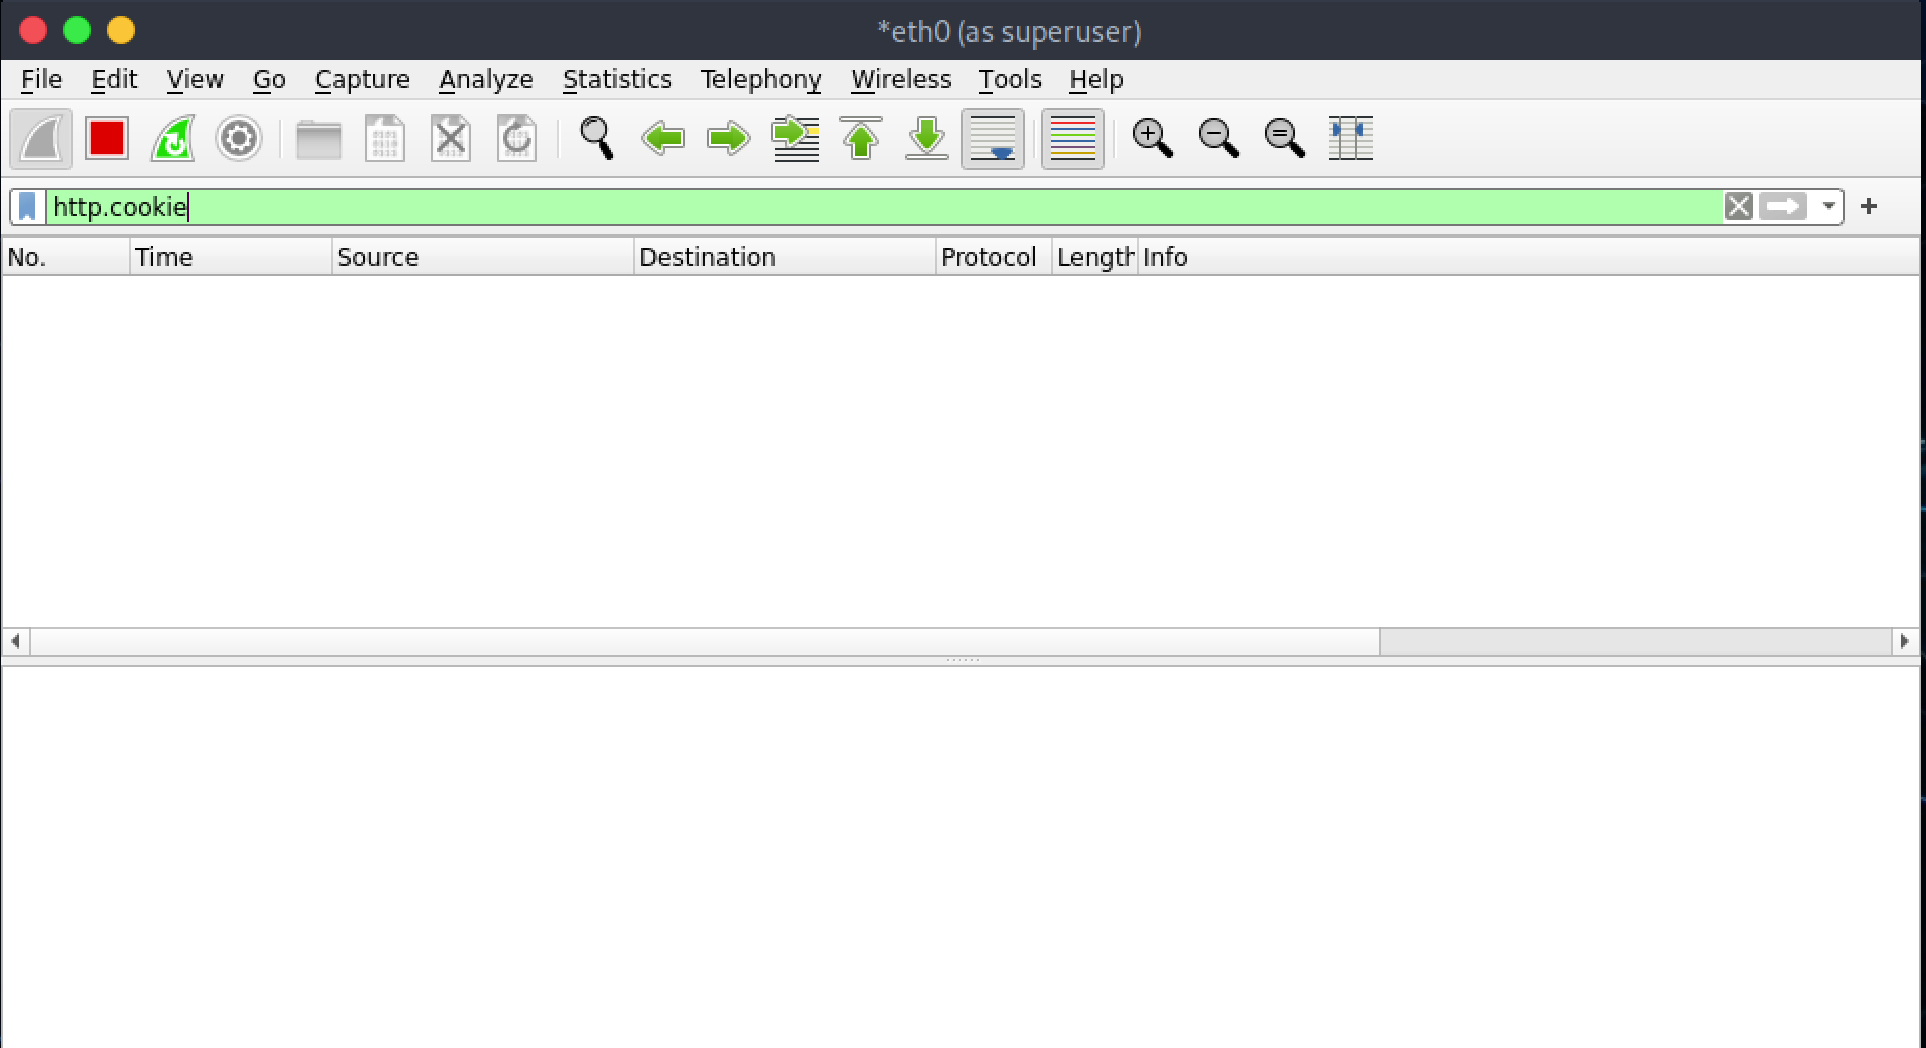 *eth0 (as superuser)
File Edit View Go Capture Analyze Statistics Telephony Wireless Tools Help
http.cookie
No. Time Source Destination Protocol Length Info